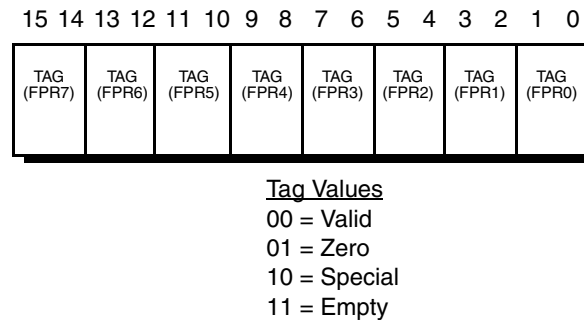 15 14 13 12 11 10 9 8 7 6 5 4 3 2 1 0
TAG (FPR7)
TAG (FPR6)
TAG (FPR5)
TAG (FPR4)
TAG (FPR3)
TAG (FPR2)
TAG (FPR1)
TAG (FPR0)
Tag Values
00 = Valid
01 = Zero
10 = Special
11 = Empty